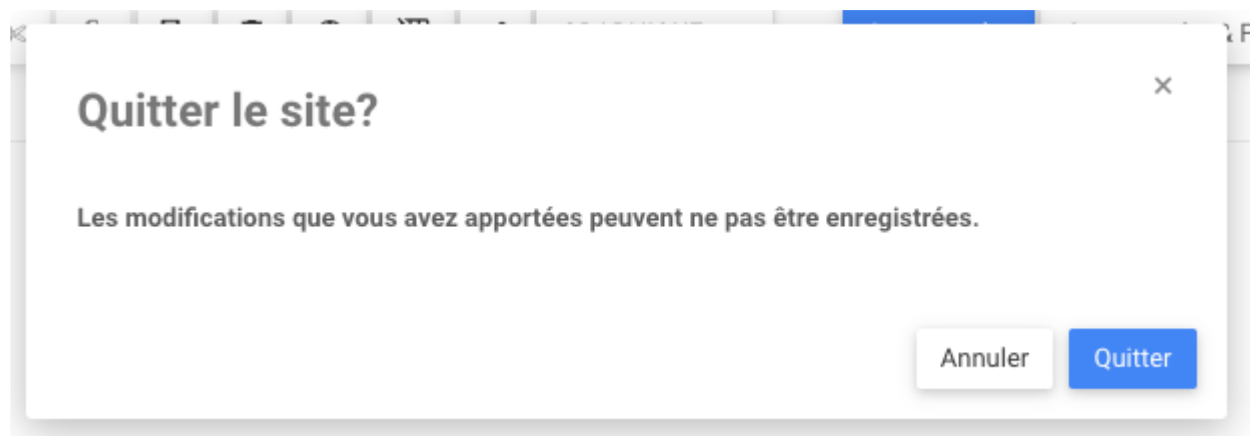 Quitter le site?
×
Les modifications que vous avez apportées peuvent ne pas être enregistrées.
Annuler
Quitter